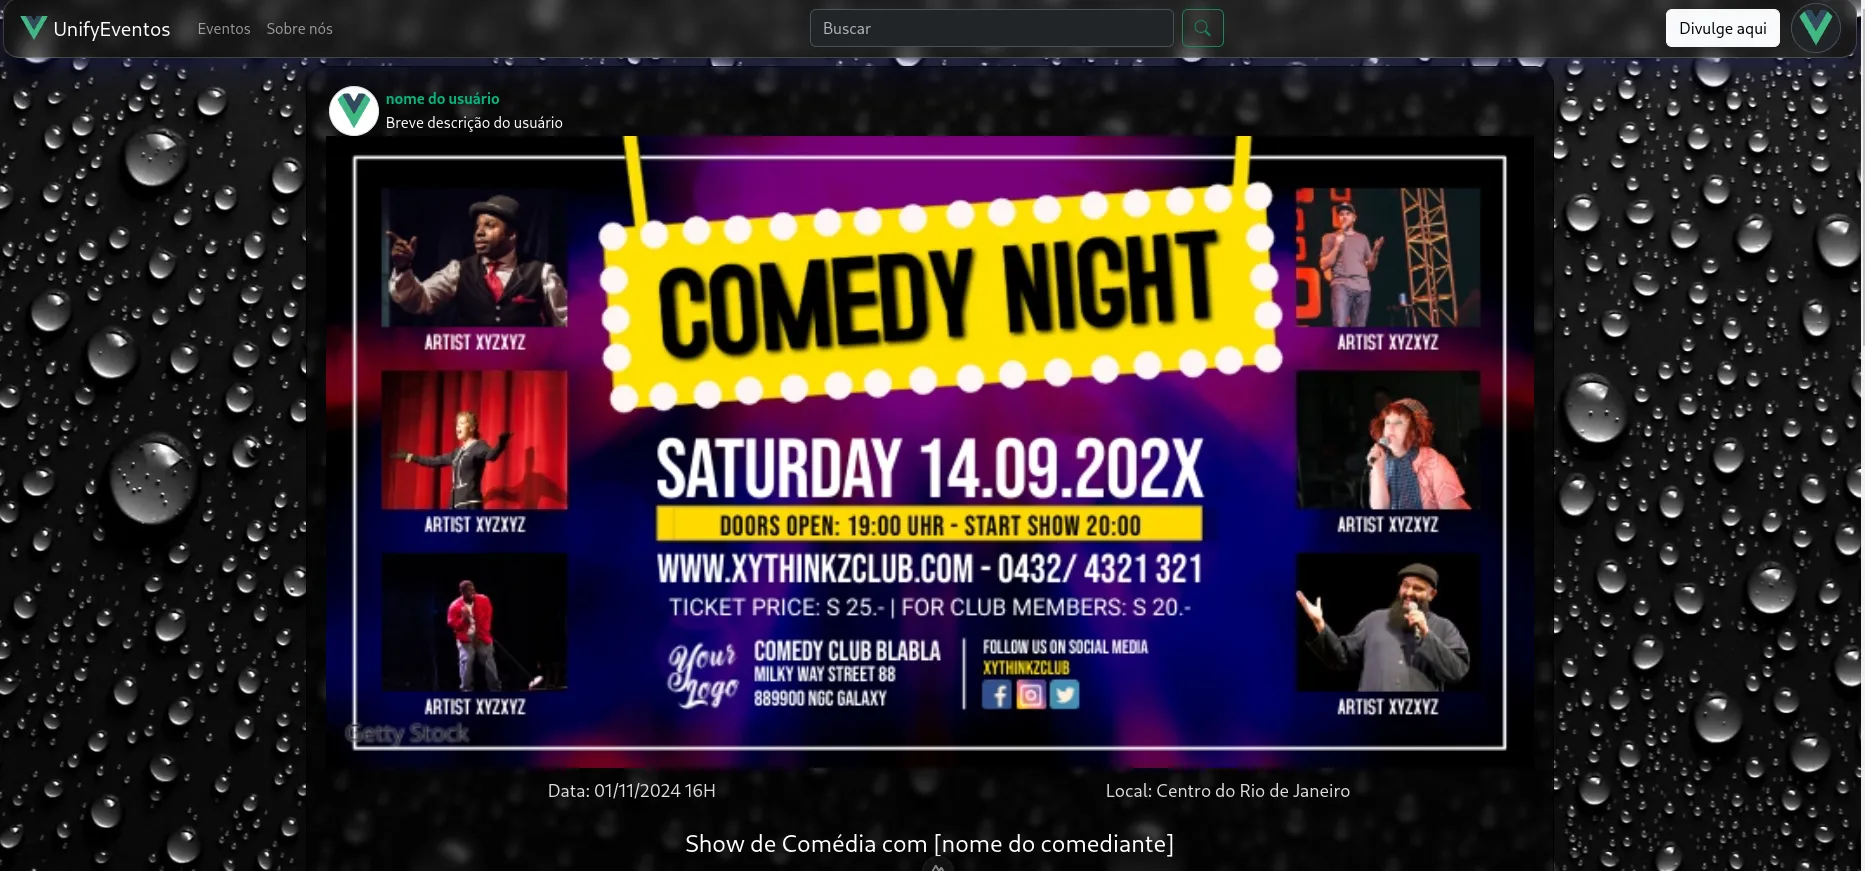 UnifyEventos
Eventos
Sobre nós
Buscar
Divulge aqui
nome do usuário
Breve descrição do usuário
COMEDY NIGHT
ARTIST XYZXYZ
ARTIST XYZXYZ
ARTIST XYZXYZ
ARTIST XYZXYZ
ARTIST XYZXYZ
ARTIST XYZXYZ
SATURDAY 14.09.202X
DOORS OPEN: 19:00 UHR - START SHOW 20:00
WWW.XYTHINKZCLUB.COM - 0432/ 4321 321
TICKET PRICE: S 25.- | FOR CLUB MEMBERS: S 20.-
Your
Logo
COMEDY CLUB BLABLA
MILKY WAY STREET 88
889900 NGC GALAXY
FOLLOW US ON SOCIAL MEDIA
XYTHINKZCLUB
Getty Stock
Data: 01/11/2024 16H
Local: Centro do Rio de Janeiro
Show de Comédia com [nome do comediante]